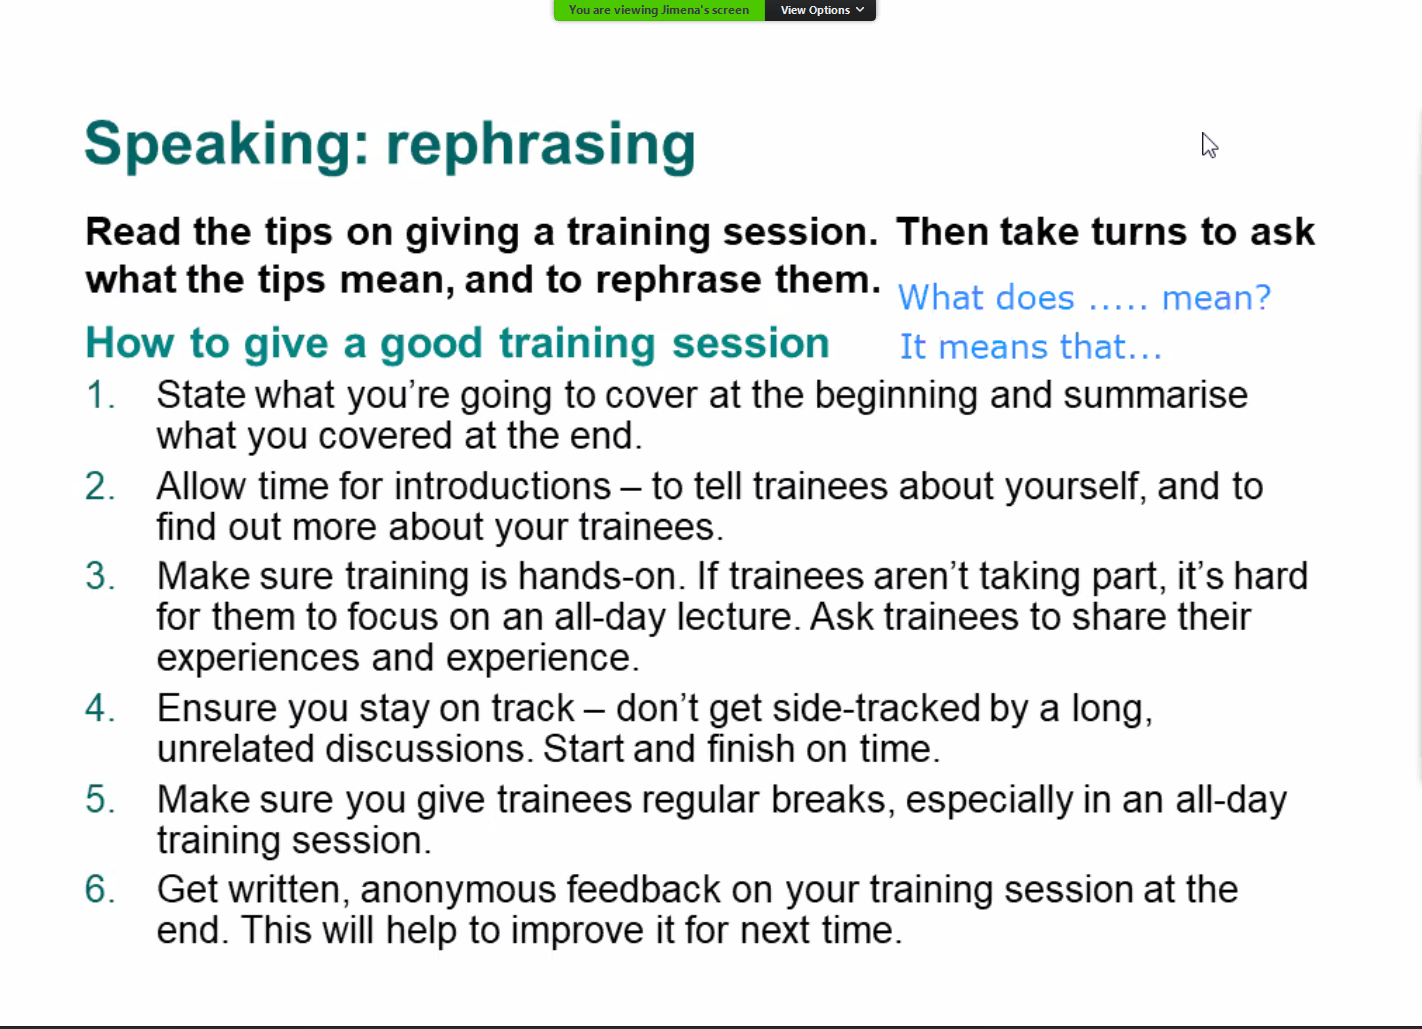 You are viewing Jimena's screen View Options
Speaking: rephrasing
Read the tips on giving a training session. Then take turns to ask
what the tips mean, and to rephrase them.
What does ..... mean?
How to give a good training session
It means that...
1. State what you’re going to cover at the beginning and summarise
what you covered at the end.
2. Allow time for introductions – to tell trainees about yourself, and to
find out more about your trainees.
3. Make sure training is hands-on. If trainees aren’t taking part, it’s hard
for them to focus on an all-day lecture. Ask trainees to share their
experiences and experience.
4. Ensure you stay on track – don’t get side-tracked by a long,
unrelated discussions. Start and finish on time.
5. Make sure you give trainees regular breaks, especially in an all-day
training session.
6. Get written, anonymous feedback on your training session at the
end. This will help to improve it for next time.